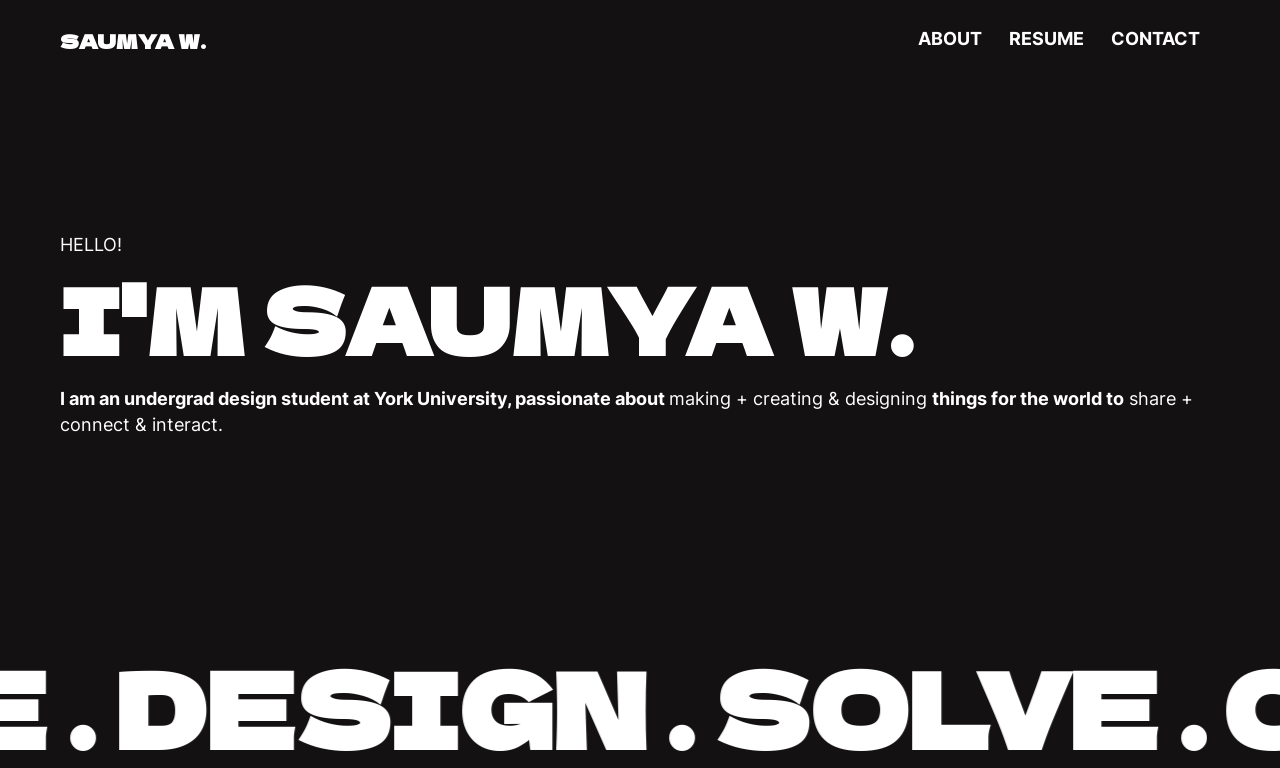 SAUMYA W.
ABOUT RESUME CONTACT
HELLO!
I'M SAUMYA W.
I am an undergrad design student at York University, passionate about making + creating & designing things for the world to share +
connect & interact.
E. DESIGN. SOLVE. C